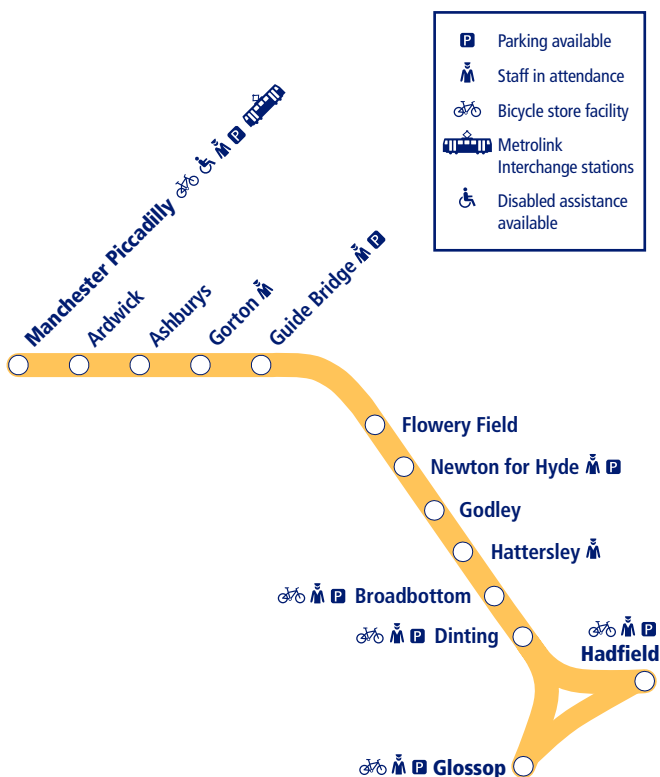 P Parking available
Staff in attendance
Bicycle store facility
Metrolink
Interchange stations
Disabled assistance
available
Manchester Piccadilly P
Ardwick
Ashburys
Gorton
Guide Bridge P
Flowery Field
Newton for Hyde P
Godley
Hattersley
P Broadbottom
P Dinting
P
Hadfield
P Glossop